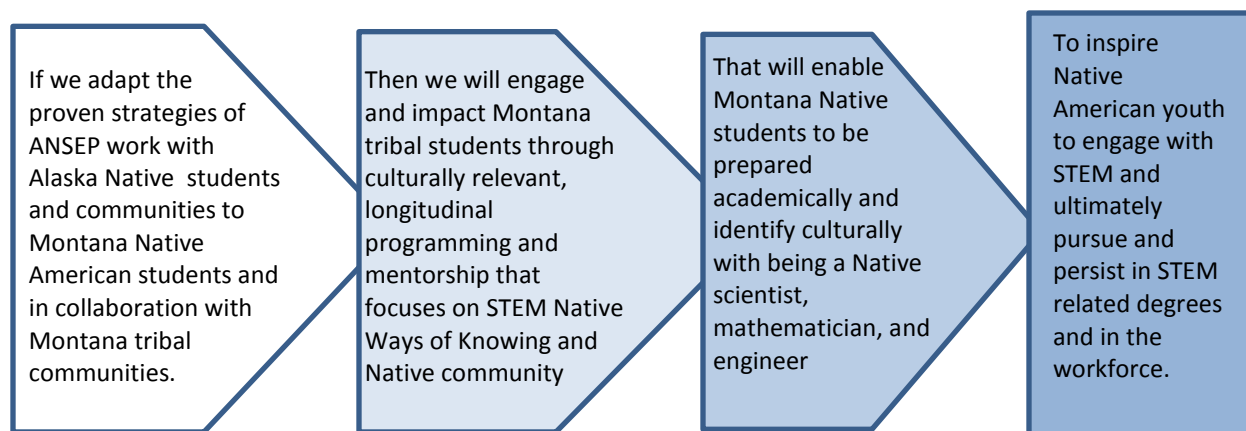 If we adapt the
proven strategies of
ANSEP work with
Alaska Native  students
and communities to
Montana Native
American students and
in collaboration with
Montana tribal
communities.
Then we will engage
and impact Montana
tribal students through
culturally relevant,
longitudinal
programming and
mentorship that
focuses on STEM Native
Ways of Knowing and
Native community
That will enable
Montana Native
students to be
prepared
academically and
identify culturally
with being a Native
scientist,
mathematician, and
engineer
To inspire
Native
American youth
to engage with
STEM and
ultimately
pursue and
persist in STEM
related degrees
and in the
workforce.